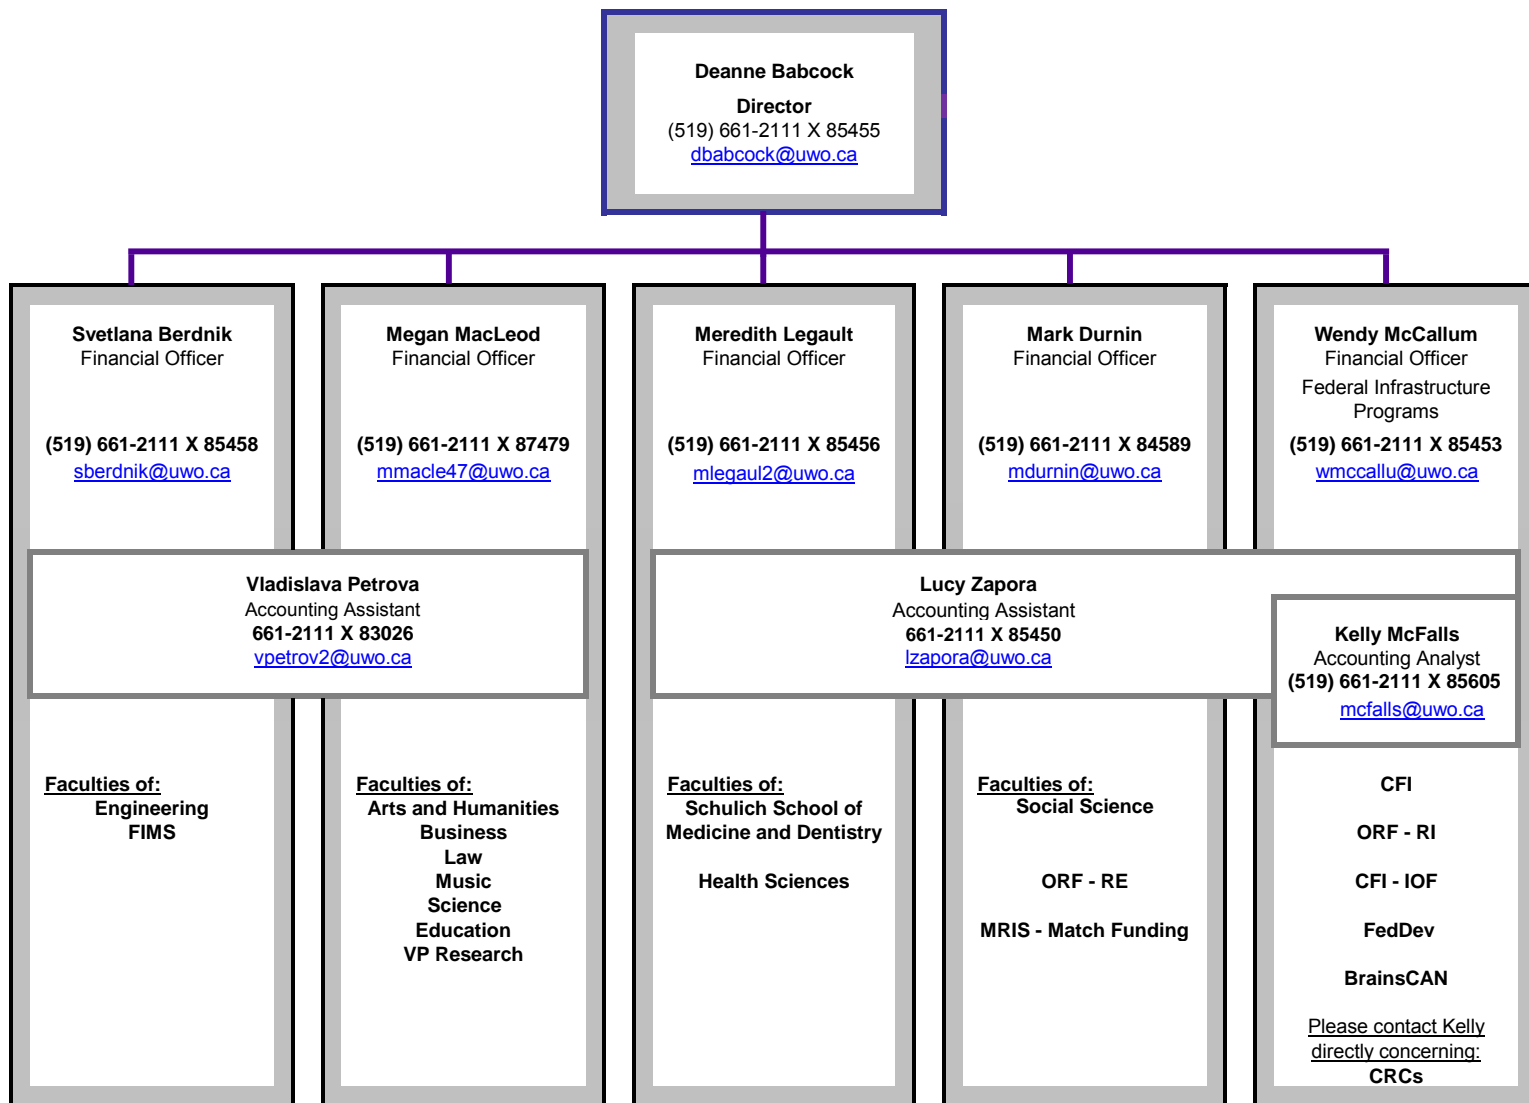 Deanne Babcock
Director
(519) 661-2111 X 85455
dbabcock@uwo.ca
Svetlana Berdnik
Financial Officer
(519) 661-2111 X 85458
sberdnik@uwo.ca
Megan MacLeod
Financial Officer
(519) 661-2111 X 87479
mmacle47@uwo.ca
Meredith Legault
Financial Officer
(519) 661-2111 X 85456
mlegaul2@uwo.ca
Mark Durnin
Financial Officer
(519) 661-2111 X 84589
mdurnin@uwo.ca
Wendy McCallum
Financial Officer
Federal Infrastructure
Programs
(519) 661-2111 X 85453
wmccallu@uwo.ca
Vladislava Petrova
Accounting Assistant
661-2111 X 83026
vpetrov2@uwo.ca
Lucy Zapora
Accounting Assistant
661-2111 X 85450
lzapora@uwo.ca
Kelly McFalls
Accounting Analyst
(519) 661-2111 X 85605
mcfalls@uwo.ca
Faculties of:
Engineering
FIMS
Faculties of:
Arts and Humanities
Business
Law
Music
Science
Education
VP Research
Faculties of:
Schulich School of
Medicine and Dentistry
Health Sciences
Faculties of:
Social Science
ORF - RE
MRIS - Match Funding
CFI
ORF - RI
CFI - IOF
FedDev
BrainsCAN
Please contact Kelly
directly concerning:
CRCs